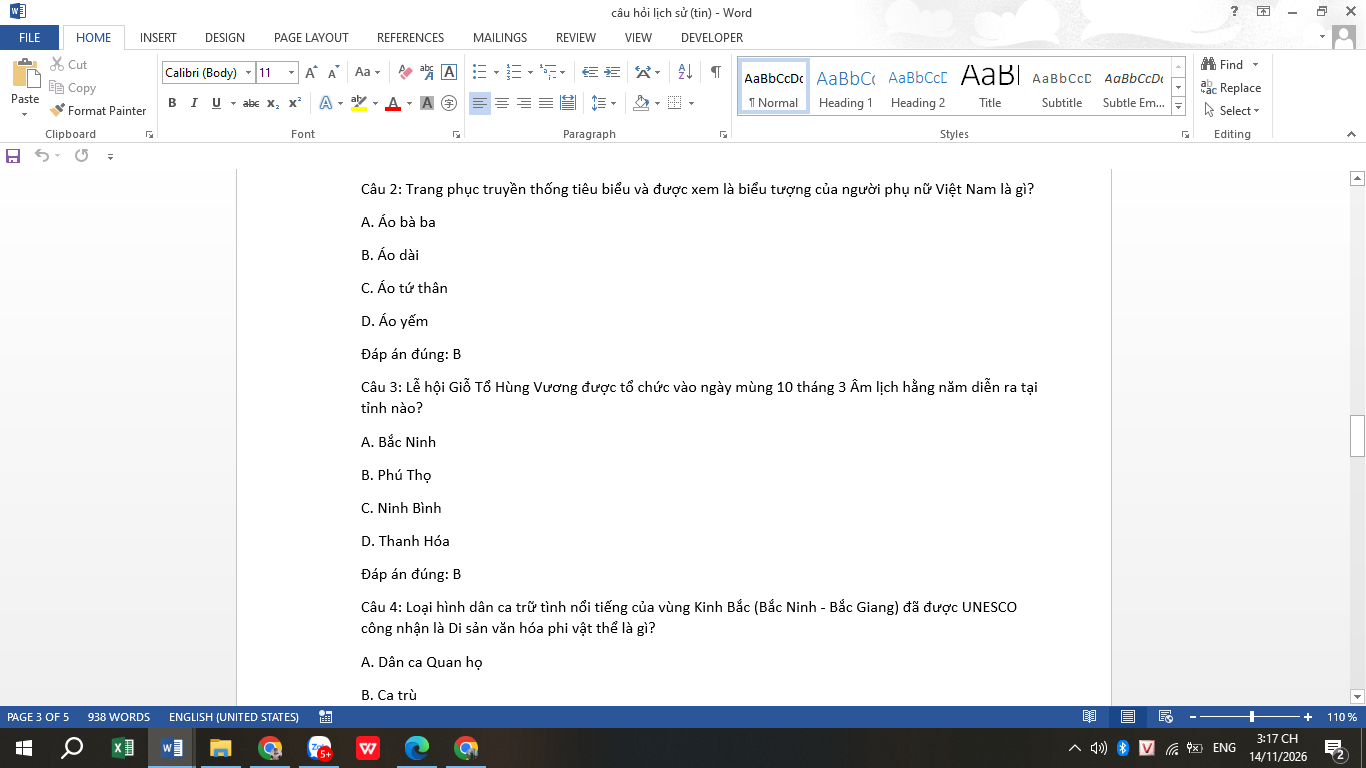 câu hỏi lịch sử (tin) - Word
FILE HOME INSERT DESIGN PAGE LAYOUT REFERENCES MAILINGS REVIEW VIEW DEVELOPER
Paste
Cut
Copy
Format Painter
Calibri (Body) 11
AaBbCcDc AaBbCc AaBbCcD AaB AaBbCcD AaBbCcDc
¶ Normal Heading 1 Heading 2 Title Subtitle Subtle Em...
Find
Replace
Select
Clipboard Font Paragraph Styles Editing
Câu 2: Trang phục truyền thống tiêu biểu và được xem là biểu tượng của người phụ nữ Việt Nam là gì?
A. Áo bà ba
B. Áo dài
C. Áo tứ thân
D. Áo yếm
Đáp án đúng: B
Câu 3: Lễ hội Giỗ Tổ Hùng Vương được tổ chức vào ngày mùng 10 tháng 3 Âm lịch hằng năm diễn ra tại
tỉnh nào?
A. Bắc Ninh
B. Phú Thọ
C. Ninh Bình
D. Thanh Hóa
Đáp án đúng: B
Câu 4: Loại hình dân ca trữ tình nổi tiếng của vùng Kinh Bắc (Bắc Ninh - Bắc Giang) đã được UNESCO
công nhận là Di sản văn hóa phi vật thể là gì?
A. Dân ca Quan họ
B. Ca trù
PAGE 3 OF 5 938 WORDS ENGLISH (UNITED STATES) 110 %
ENG 3:17 CH
14/11/2026